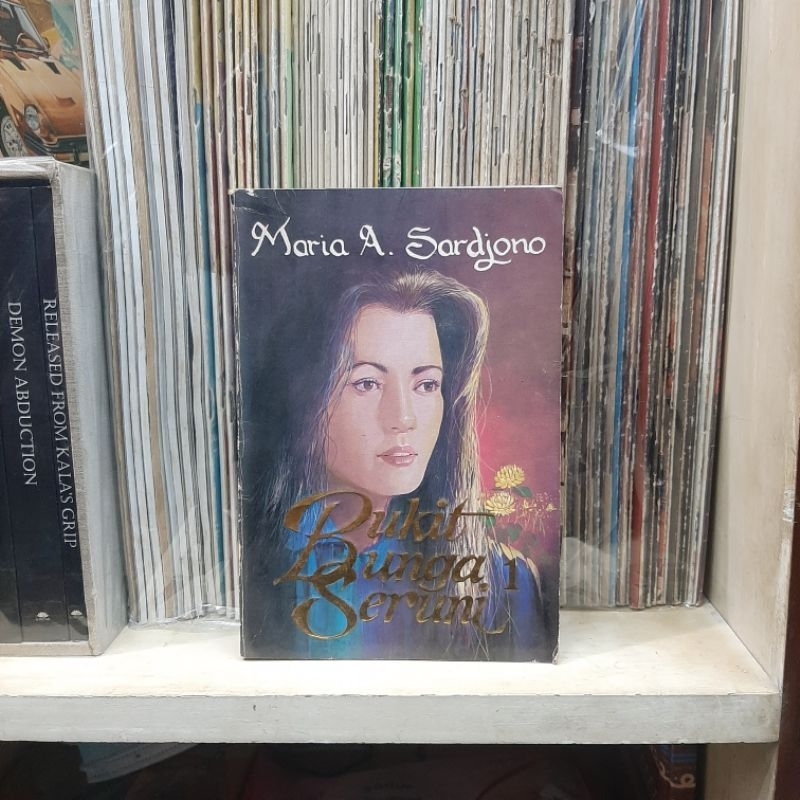 Maria A. Sardjono
Bukit
Bunga
Seruni 1
RELEASED FROM KALA'S GRIP
DEMON ABDUCTION